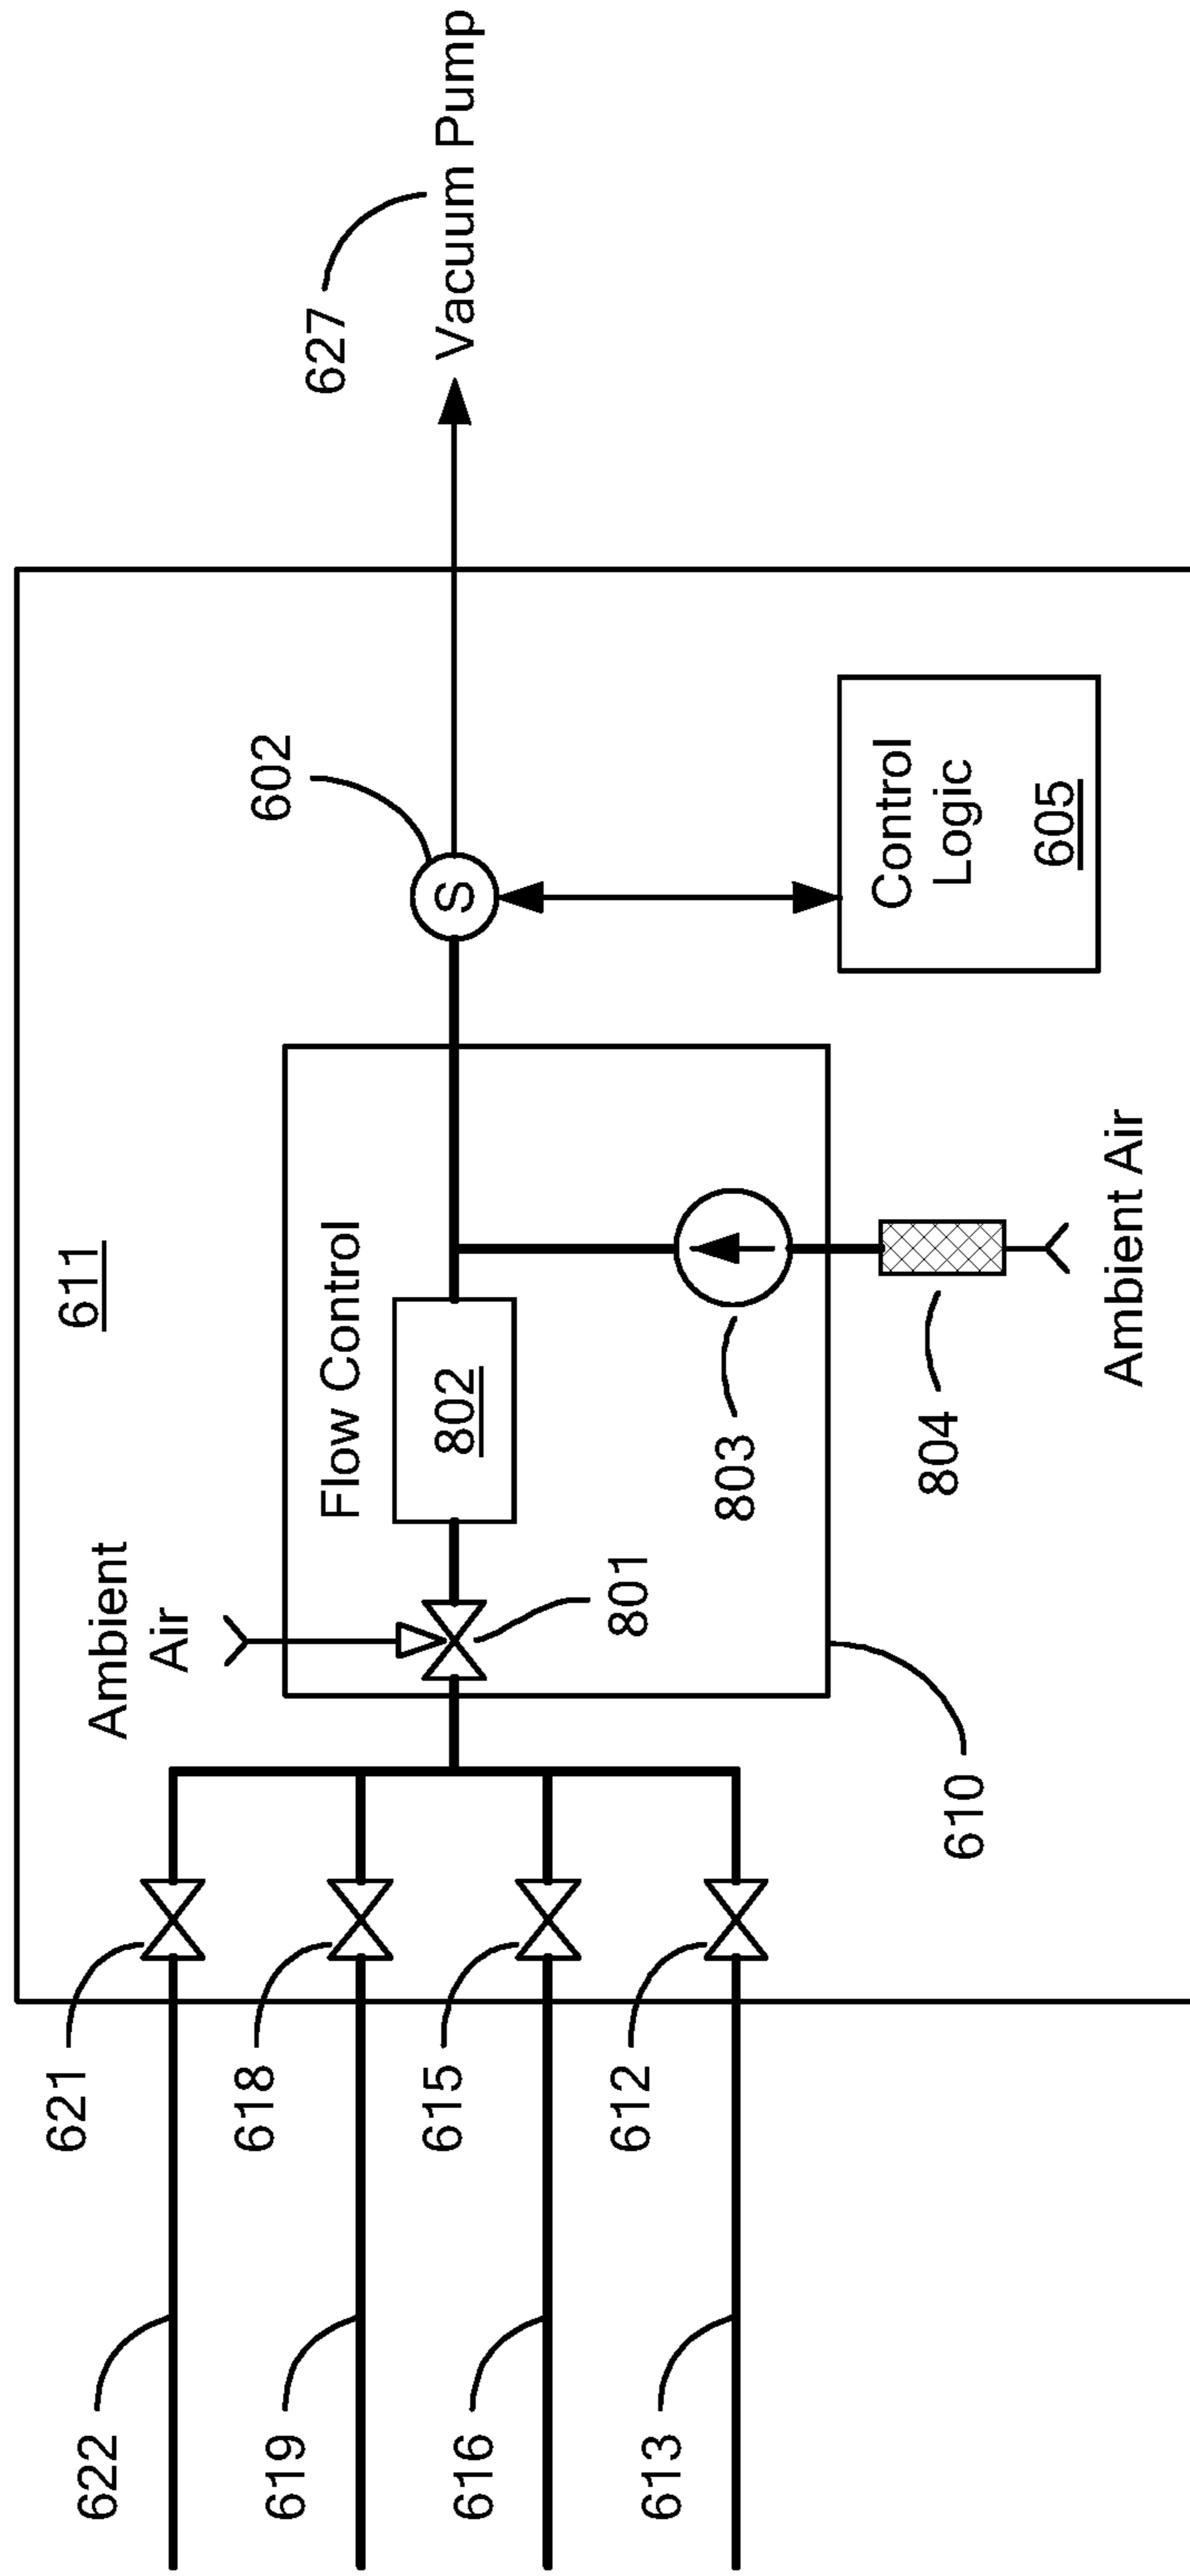 611
Ambient
Air
621
622
618
619
615
616
612
613
Flow Control
802
801
803
804
610
Ambient Air
602
S
Control
Logic
605
627
Vacuum Pump